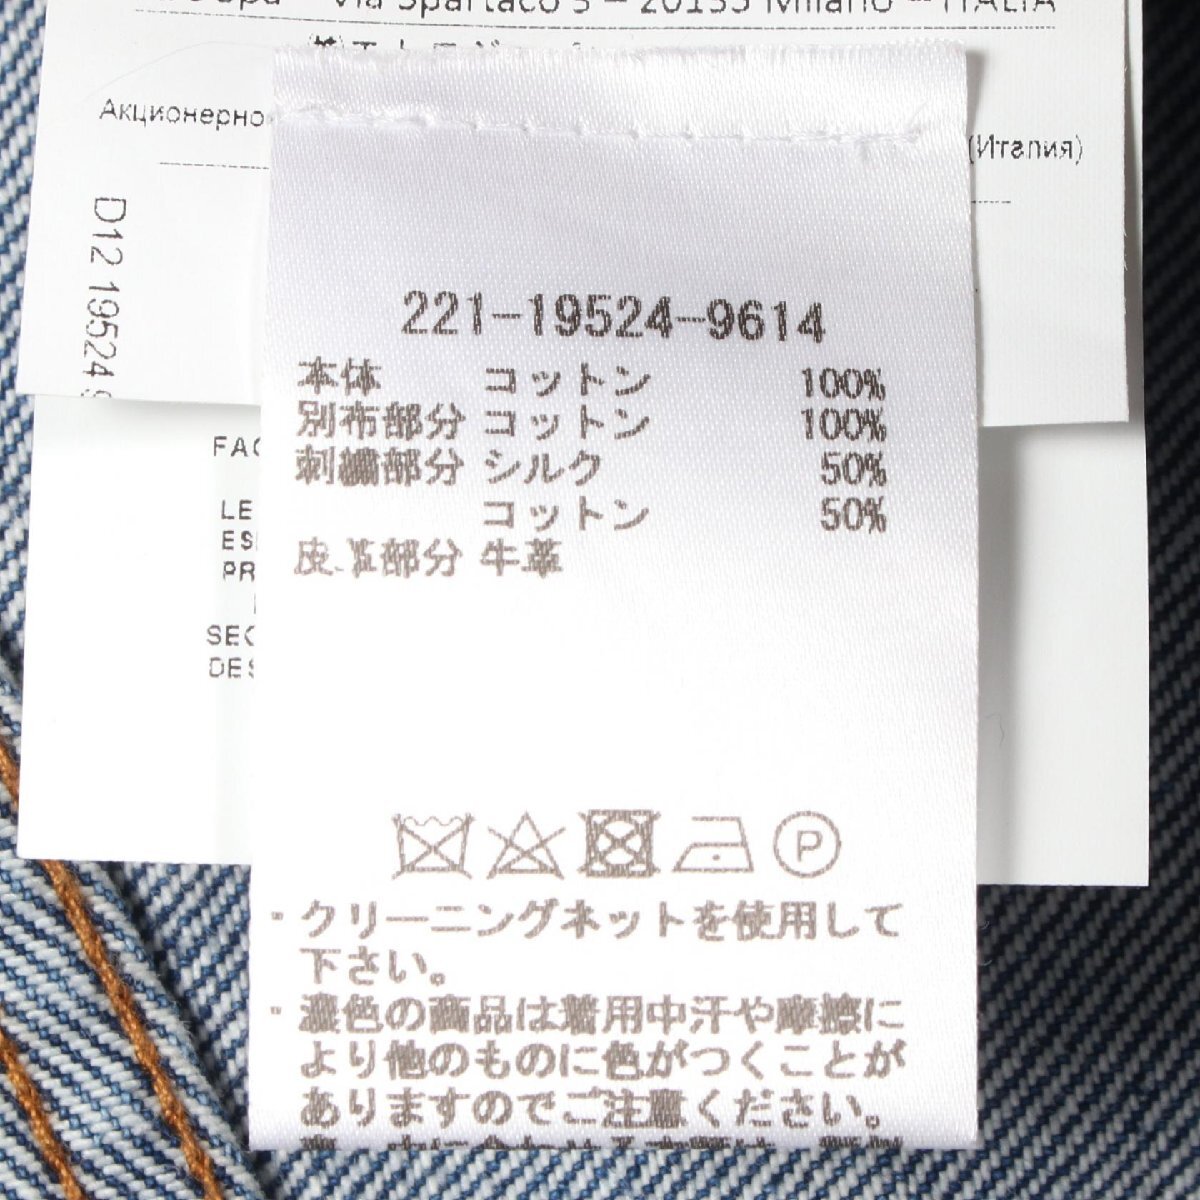 Via Spartaco 3 – 20135 Milano – ITALIA
Акционерно
(Италия)
D12 19524
FAC
LE
ES
PR
SEC
DES
221-19524-9614
本体 コットン 100%
別布部分 コットン 100%
刺繍部分 シルク 50%
コットン 50%
皮革部分 牛革
P
・クリーニングネットを使用して
下さい。
・濃色の商品は着用中汗や摩擦に
より他のものに色がつくことが
ありますのでご注意ください。